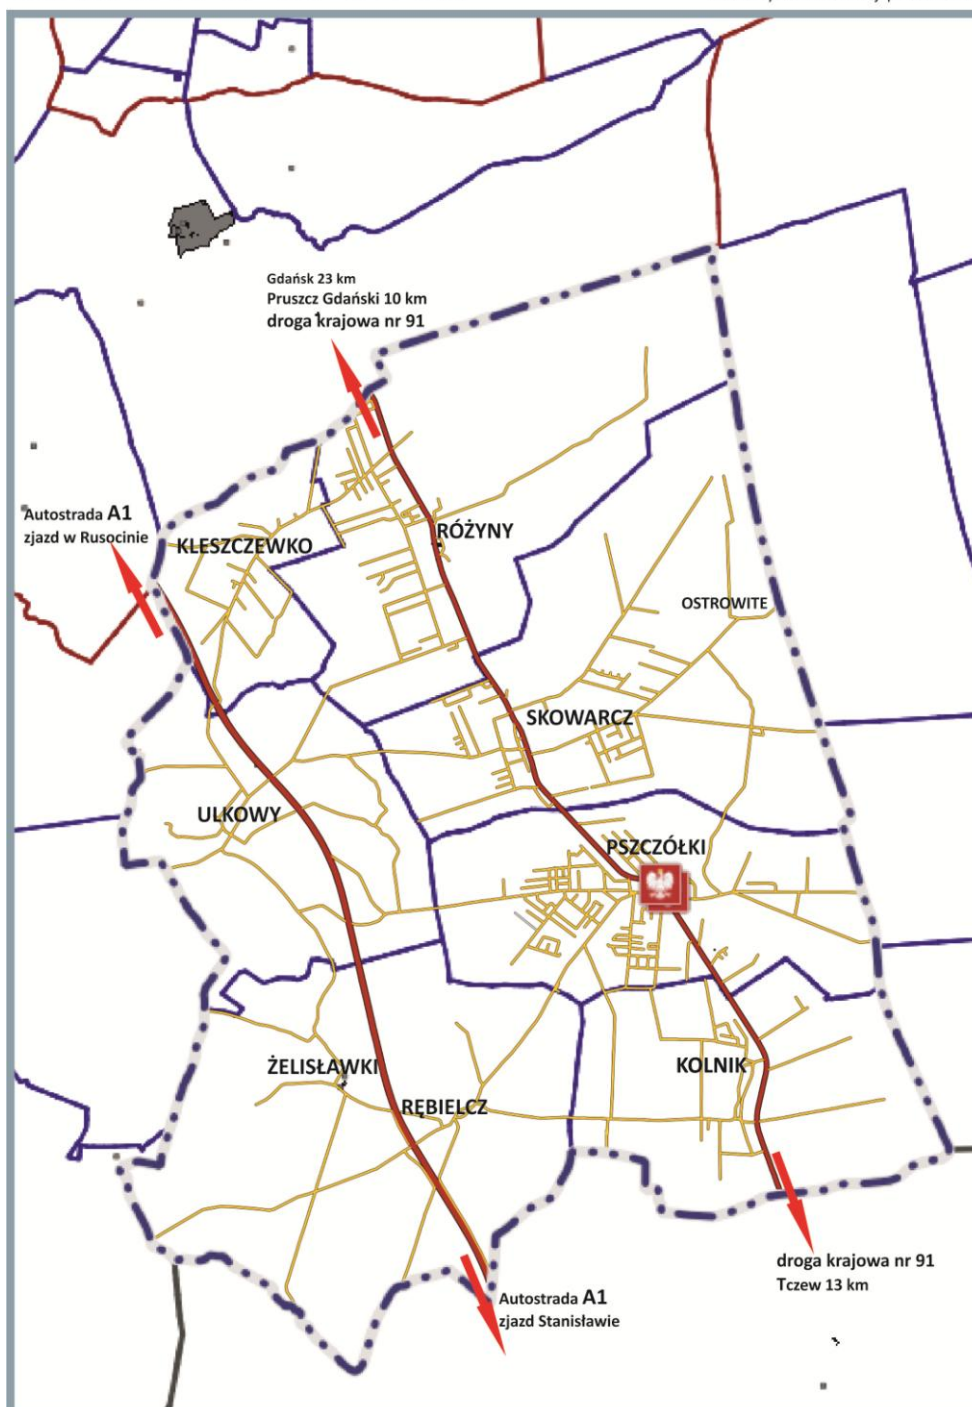 Gdańsk 23 km
Pruszcz Gdański 10 km
droga krajowa nr 91
Autostrada A1
zjazd w Rusocinie
KLESZCZEWKO
RÓŻYNY
OSTROWITE
SKOWARCZ
ULKOWY
PSZCZÓŁKI
ŻELISŁAWKI
KOLNIK
RĘBIELCZ
droga krajowa nr 91
Tczew 13 km
Autostrada A1
zjazd Stanisławie